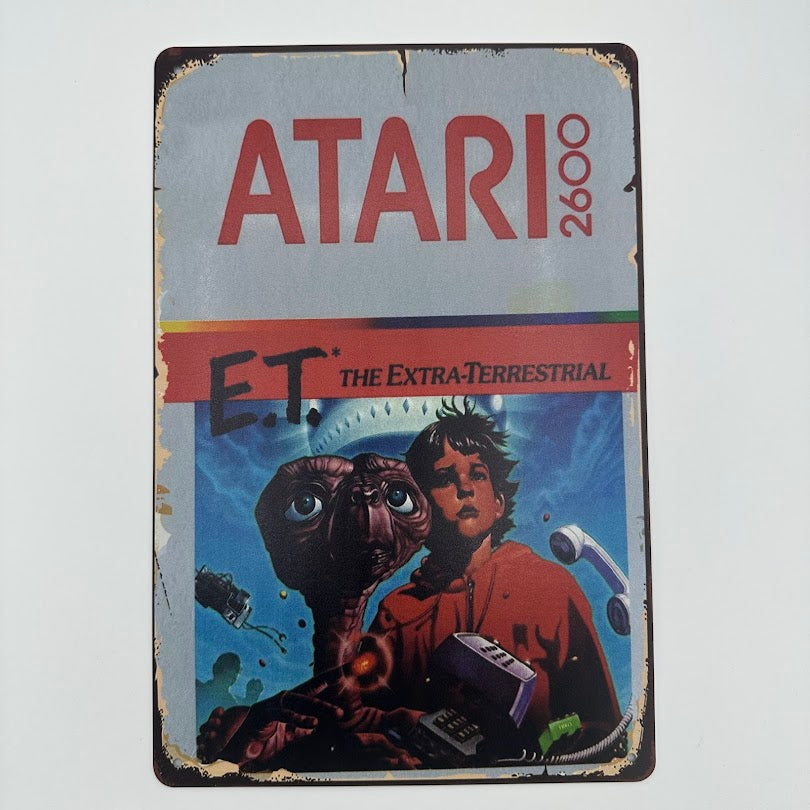 ATARI 2600
E.T.* THE EXTRA-TERRESTRIAL